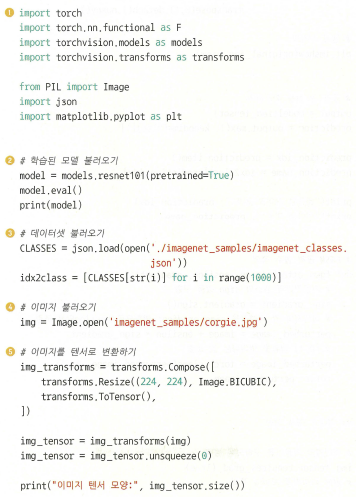 1 import torch
import torch.nn.functional as F
import torchvision.models as models
import torchvision.transforms as transforms
from PIL import Image
import json
import matplotlib.pyplot as plt
2 # 학습된 모델 불러오기
model = models.resnet101(pretrained=True)
model.eval()
print(model)
3 # 데이터셋 불러오기
CLASSES = json.load(open('./imagenet_samples/imagenet_classes.
json'))
idx2class = [CLASSES[str(i)] for i in range(1000)]
4 # 이미지 불러오기
img = Image.open('imagenet_samples/corgie.jpg')
5 # 이미지를 텐서로 변환하기
img_transforms = transforms.Compose([
transforms.Resize((224, 224), Image.BICUBIC),
transforms.ToTensor(),
])
img_tensor = img_transforms(img)
img_tensor = img_tensor.unsqueeze(0)
print("이미지 텐서 모양:", img_tensor.size())